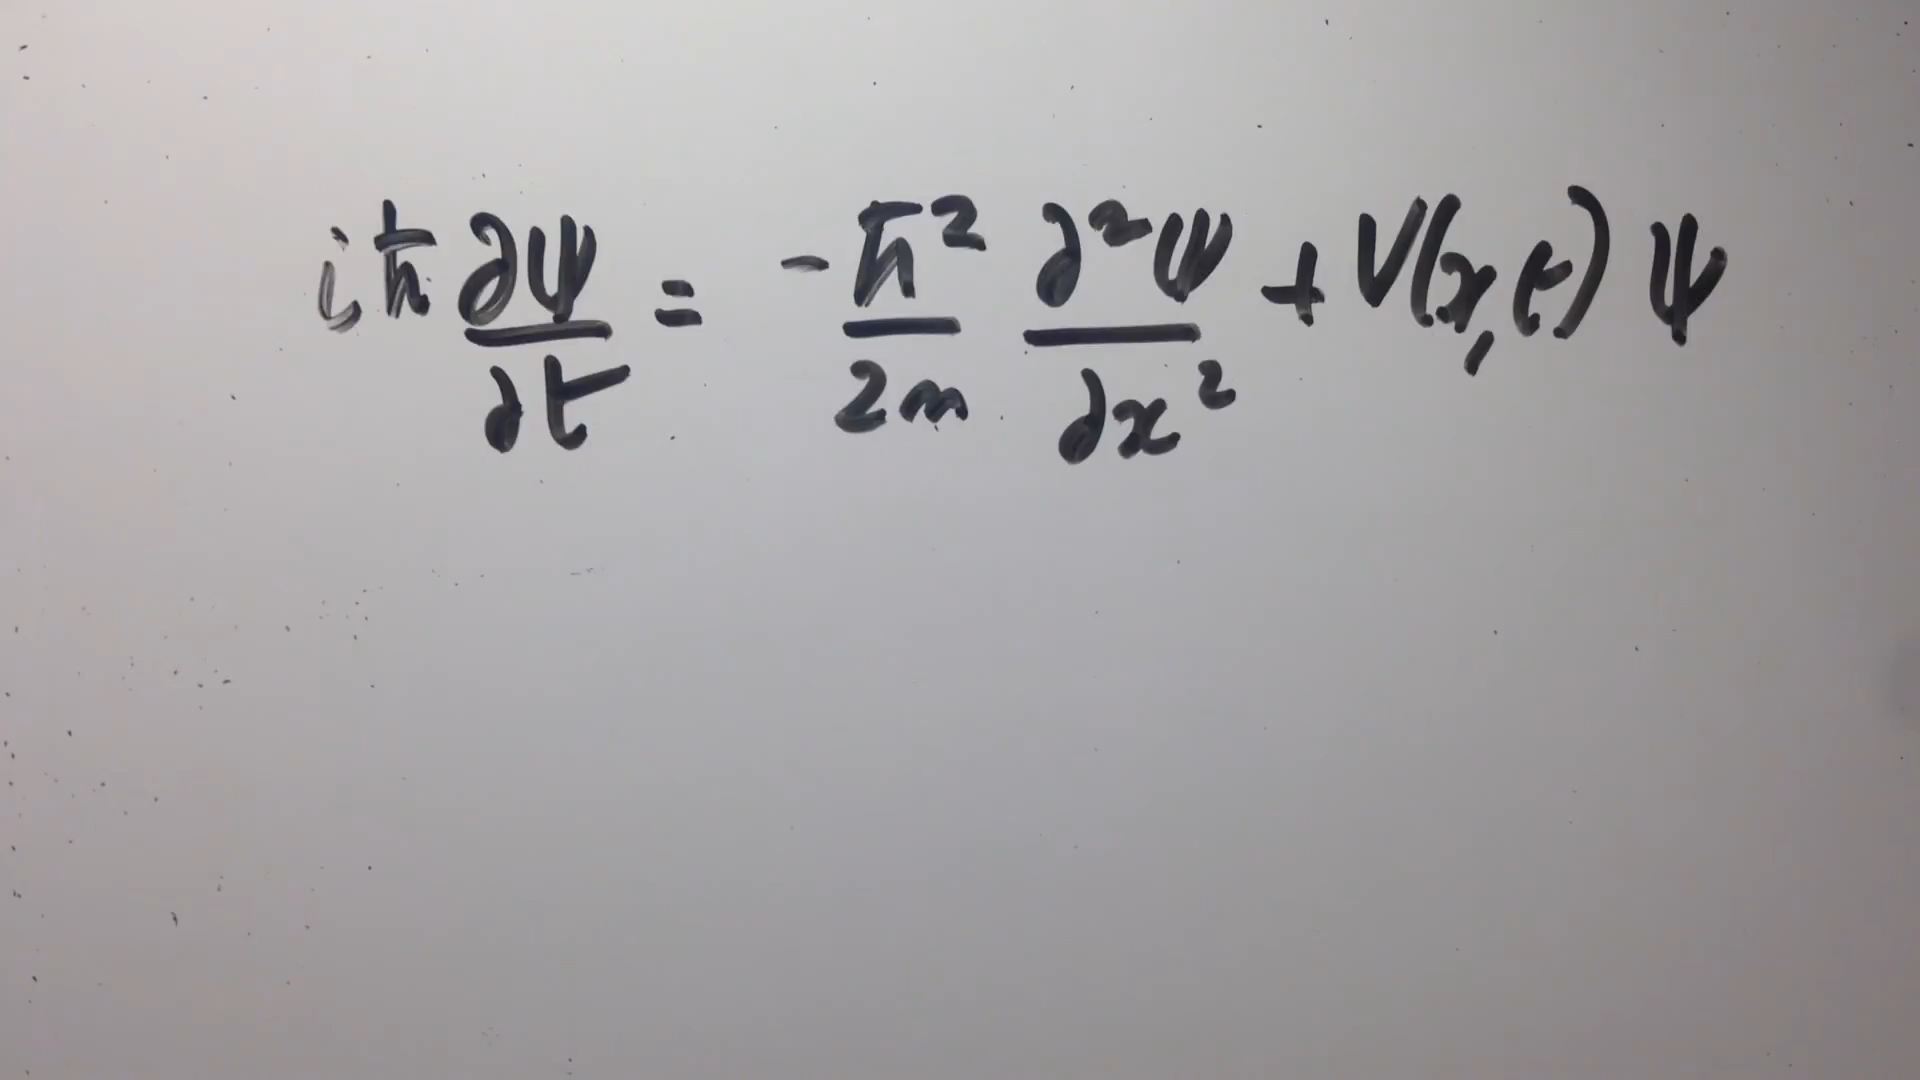 iħ ∂ψ/∂t = -ħ²/2m ∂²ψ/∂x² + V(x,t) ψ